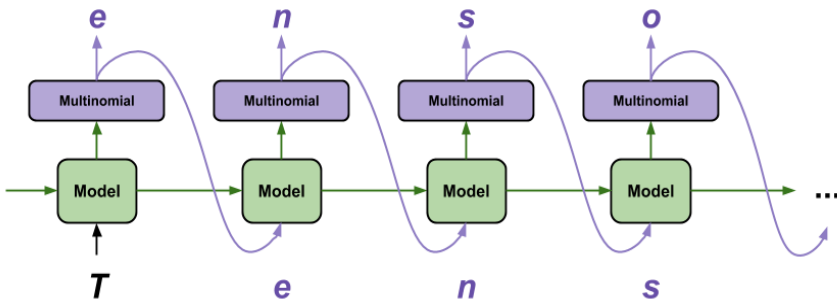 e n s o
Multinomial Multinomial Multinomial Multinomial
Model Model Model Model ...
T e n s